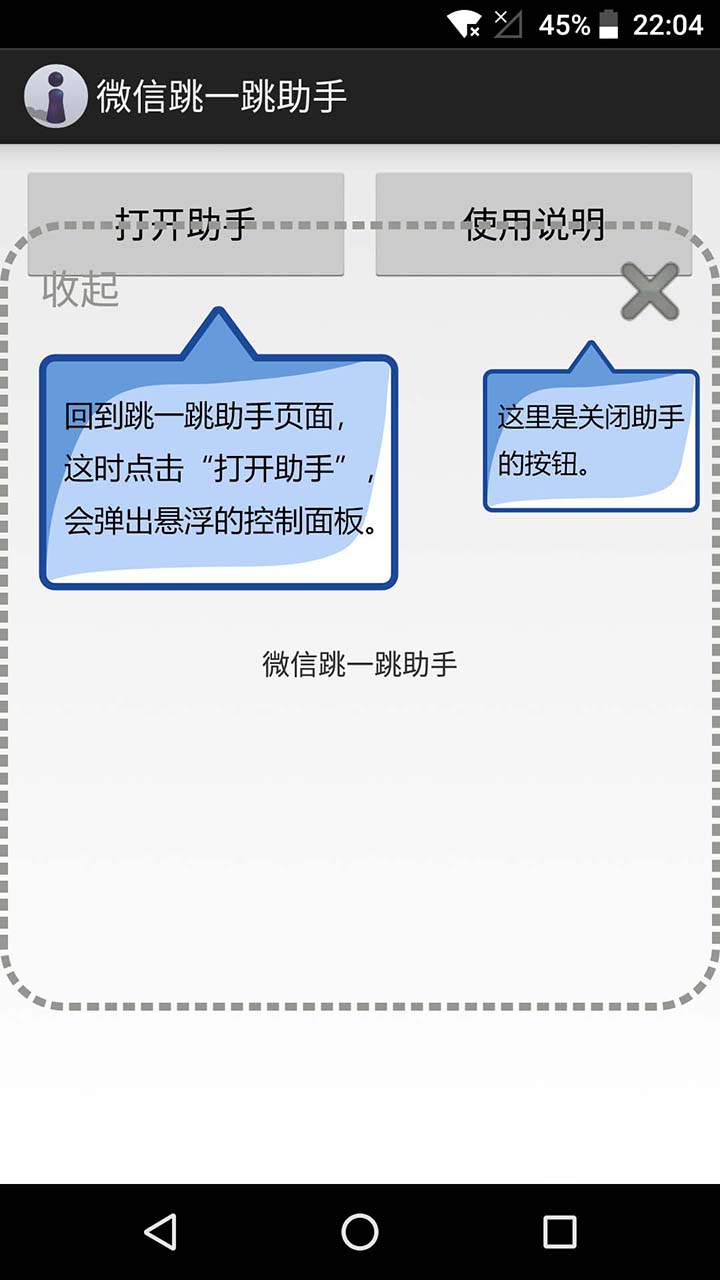 45% 22:04
微信跳一跳助手
打开助手 使用说明
收起
回到跳一跳助手页面，
这时点击“打开助手”，
会弹出悬浮的控制面板。
这里是关闭助手
的按钮。
微信跳一跳助手